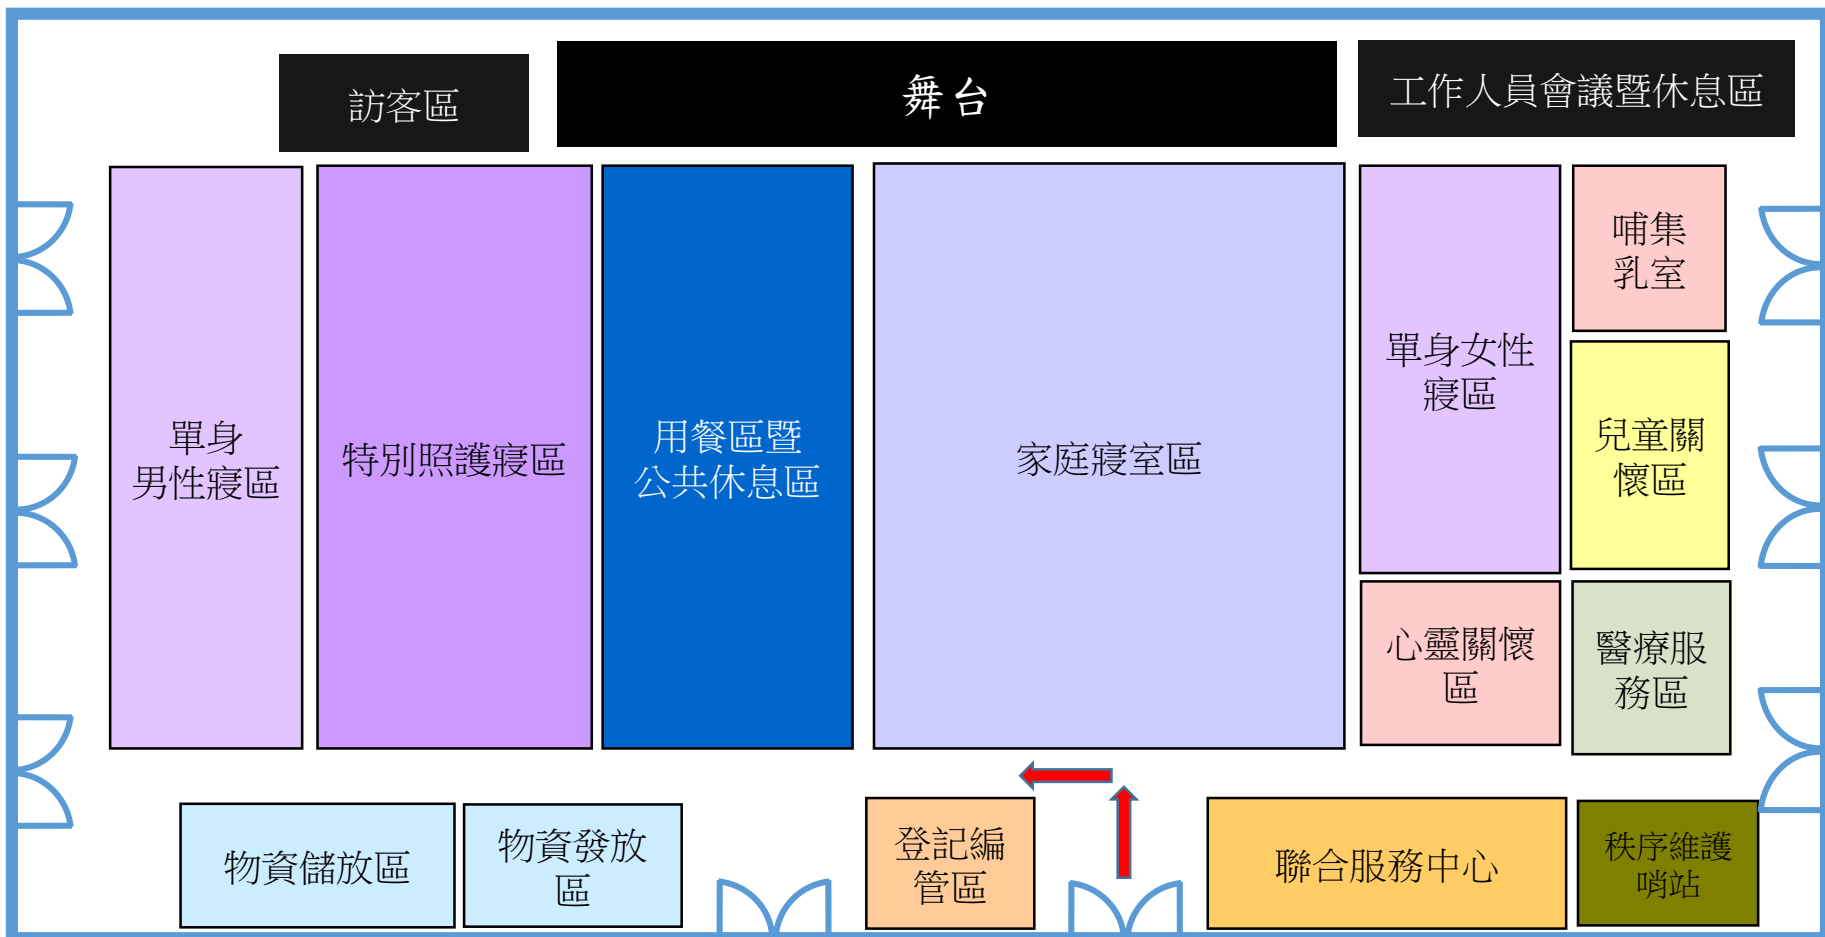 訪客區
舞台
工作人員會議暨休息區
單身
男性寢區
特別照護寢區
用餐區暨
公共休息區
家庭寢室區
單身女性
寢區
哺集
乳室
兒童關
懷區
心靈關懷
區
醫療服
務區
物資儲放區
物資發放
區
登記編
管區
聯合服務中心
秩序維護
哨站